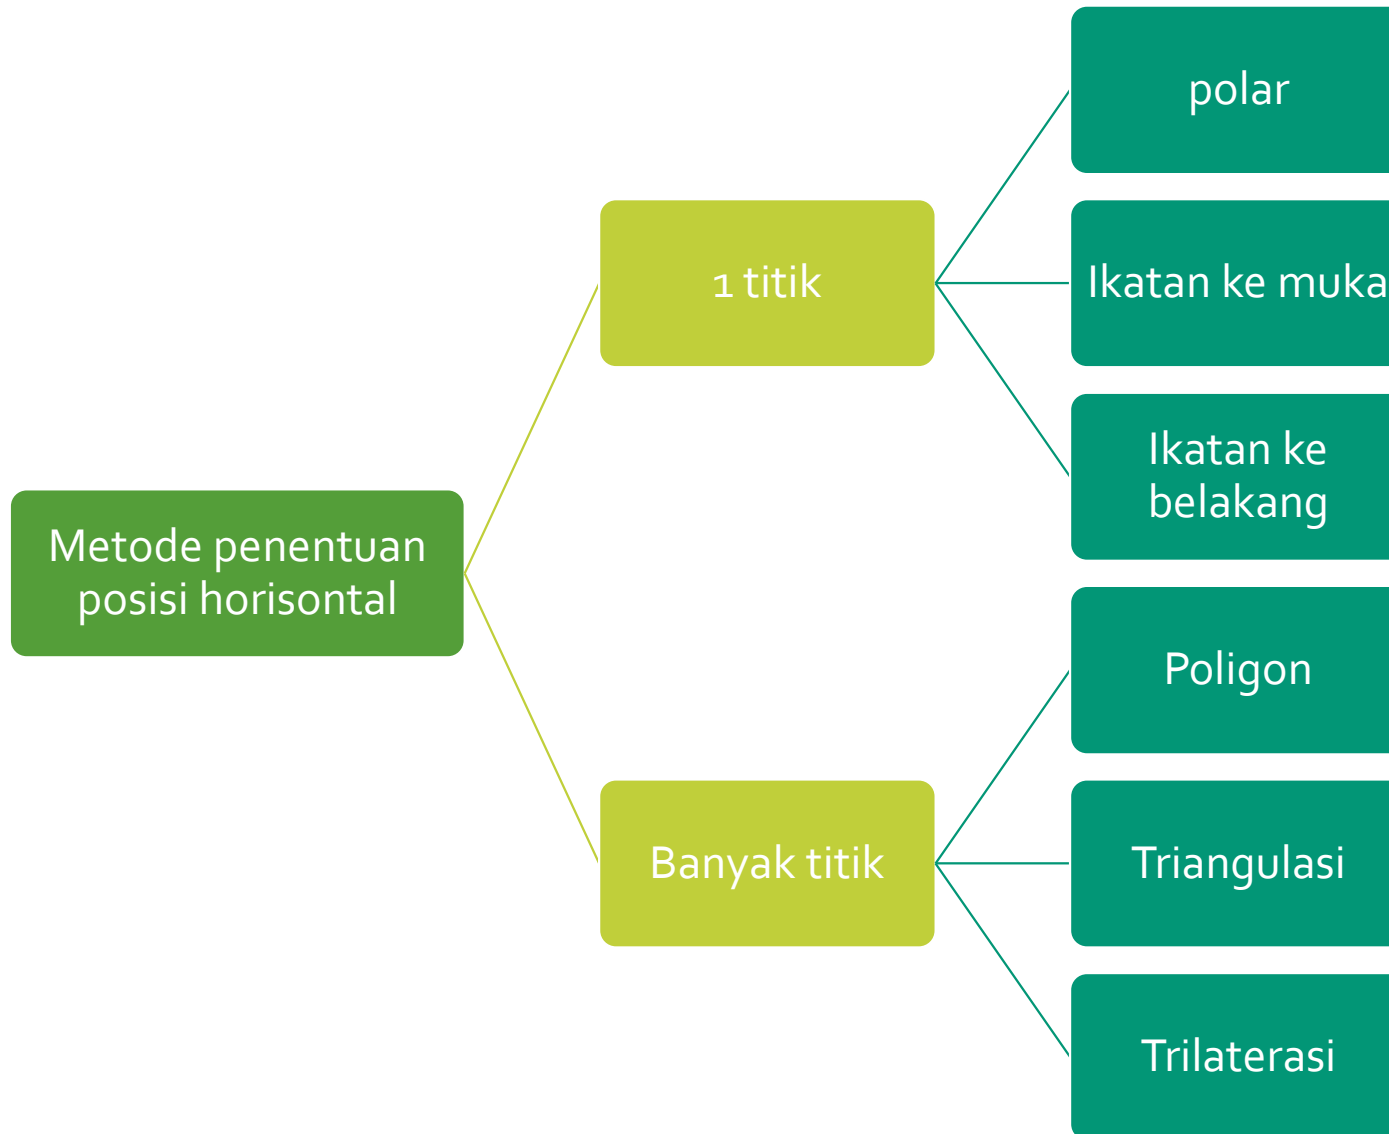 Metode penentuan
posisi horisontal
1 titik
polar
Ikatan ke muka
Ikatan ke
belakang
Banyak titik
Poligon
Triangulasi
Trilaterasi